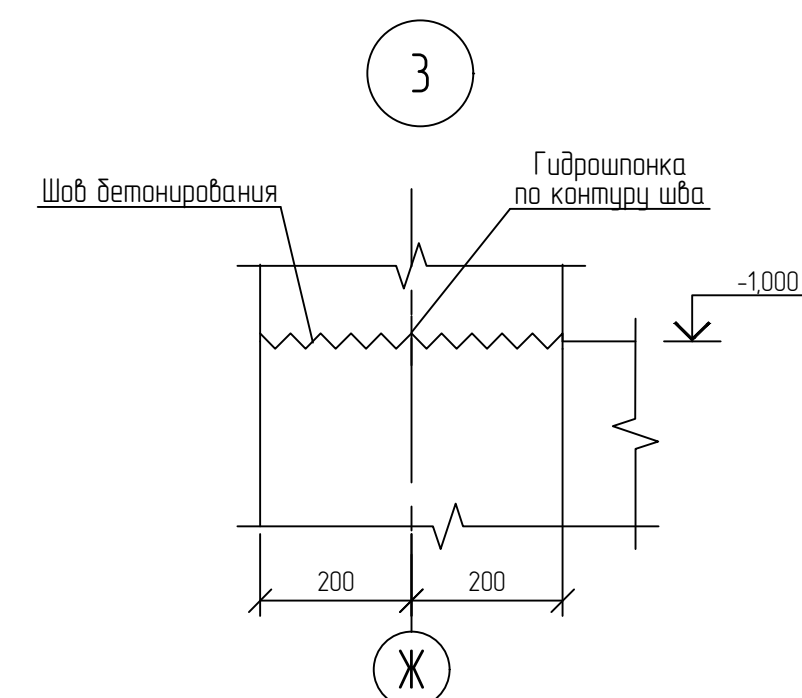 3
Гидрошпонка
по контуру шва
Шов бетонирования
-1,000
200
200
Ж